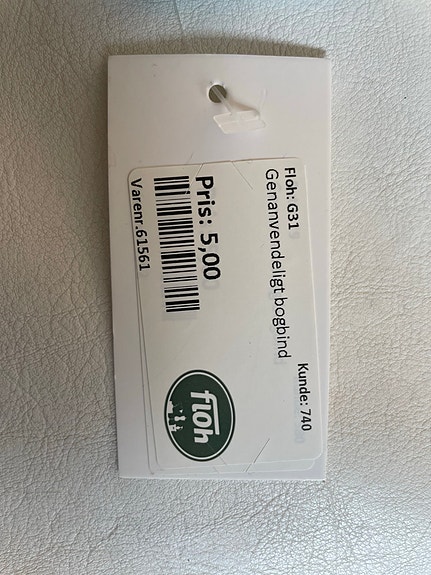 Floh: G31 Kunde: 740
Genanvendeligt bogbind
Pris: 5,00
Varenr.61561
floh